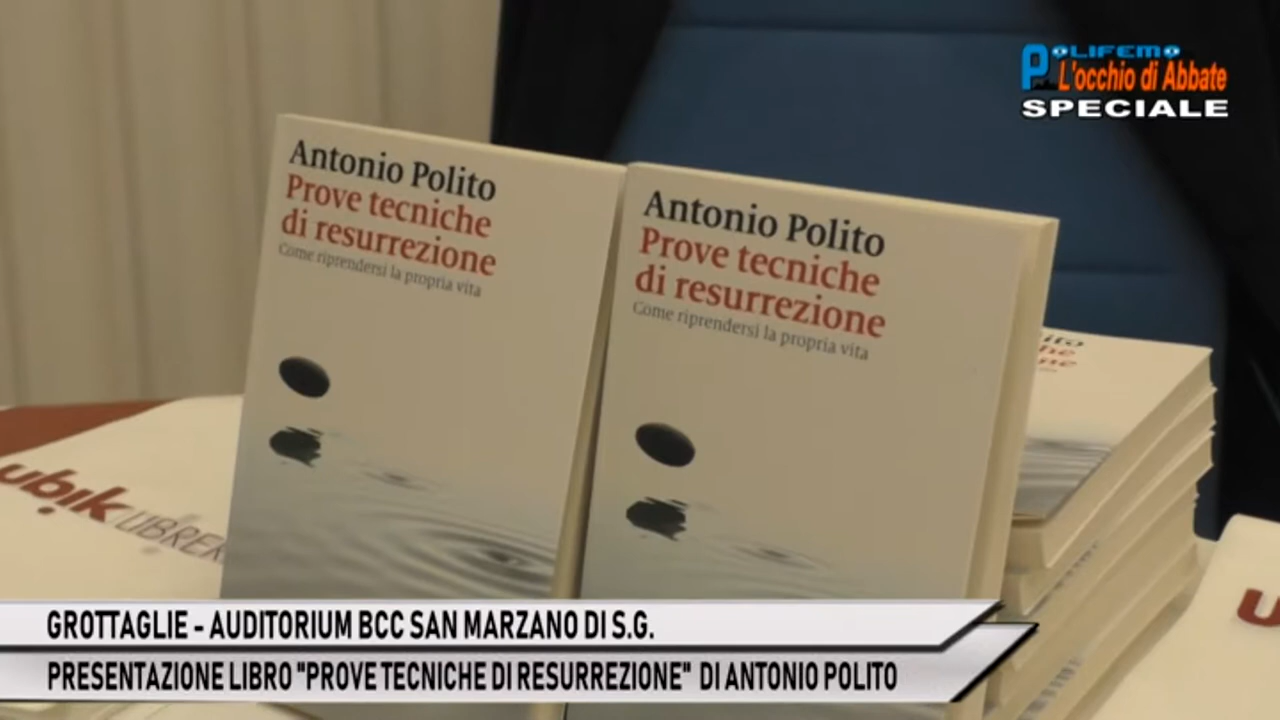 POLIFEMO
L'occhio di Abbate
SPECIALE
Antonio Polito
Prove tecniche
di resurrezione
Come riprendersi la propria vita
Antonio Polito
Prove tecniche
di resurrezione
Come riprendersi la propria vita
ubik
GROTTAGLIE – AUDITORIUM BCC SAN MARZANO DI S.G.
PRESENTAZIONE LIBRO "PROVE TECNICHE DI RESURREZIONE" DI ANTONIO POLITO